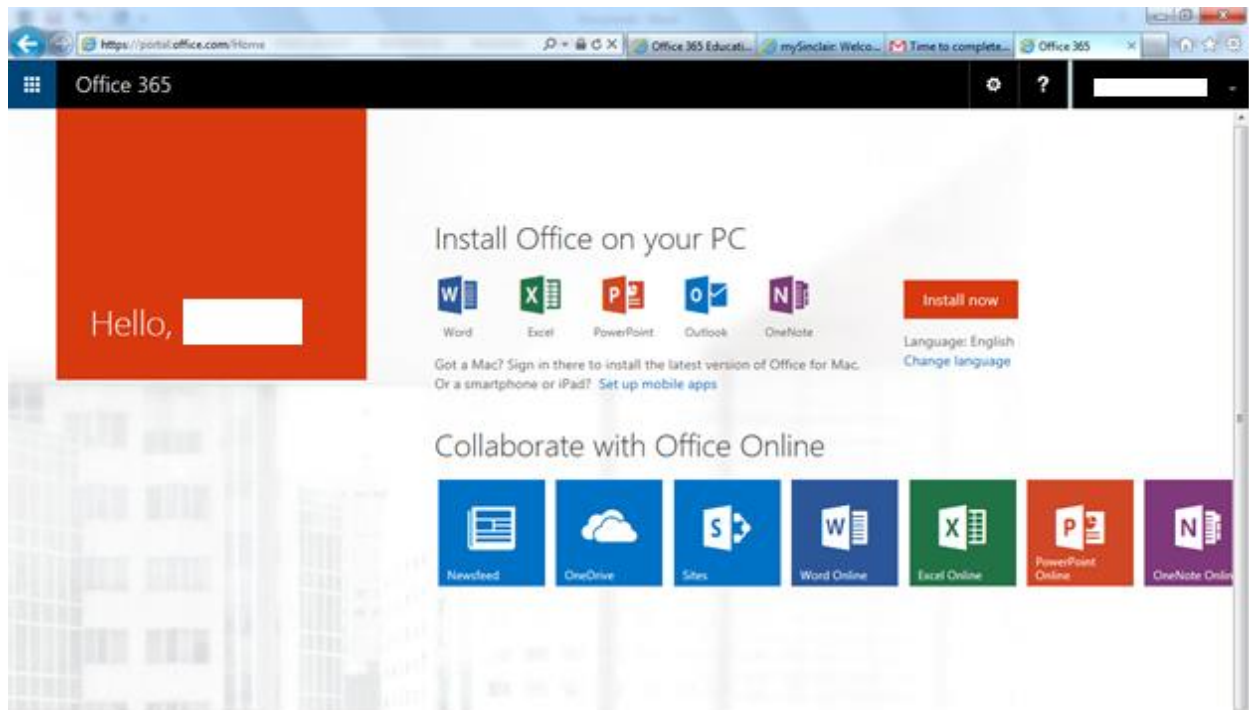 https://portal.office.com/Home
Office 365 Educati...
mySinclair: Welco...
Time to complete...
Office 365
Office 365
?
Hello,
Install Office on your PC
Word
Excel
PowerPoint
Outlook
OneNote
Install now
Language: English
Change language
Got a Mac? Sign in there to install the latest version of Office for Mac.
Or a smartphone or iPad? Set up mobile apps
Collaborate with Office Online
Newsfeed
OneDrive
Sites
Word Online
Excel Online
PowerPoint
Online
OneNote Onlin